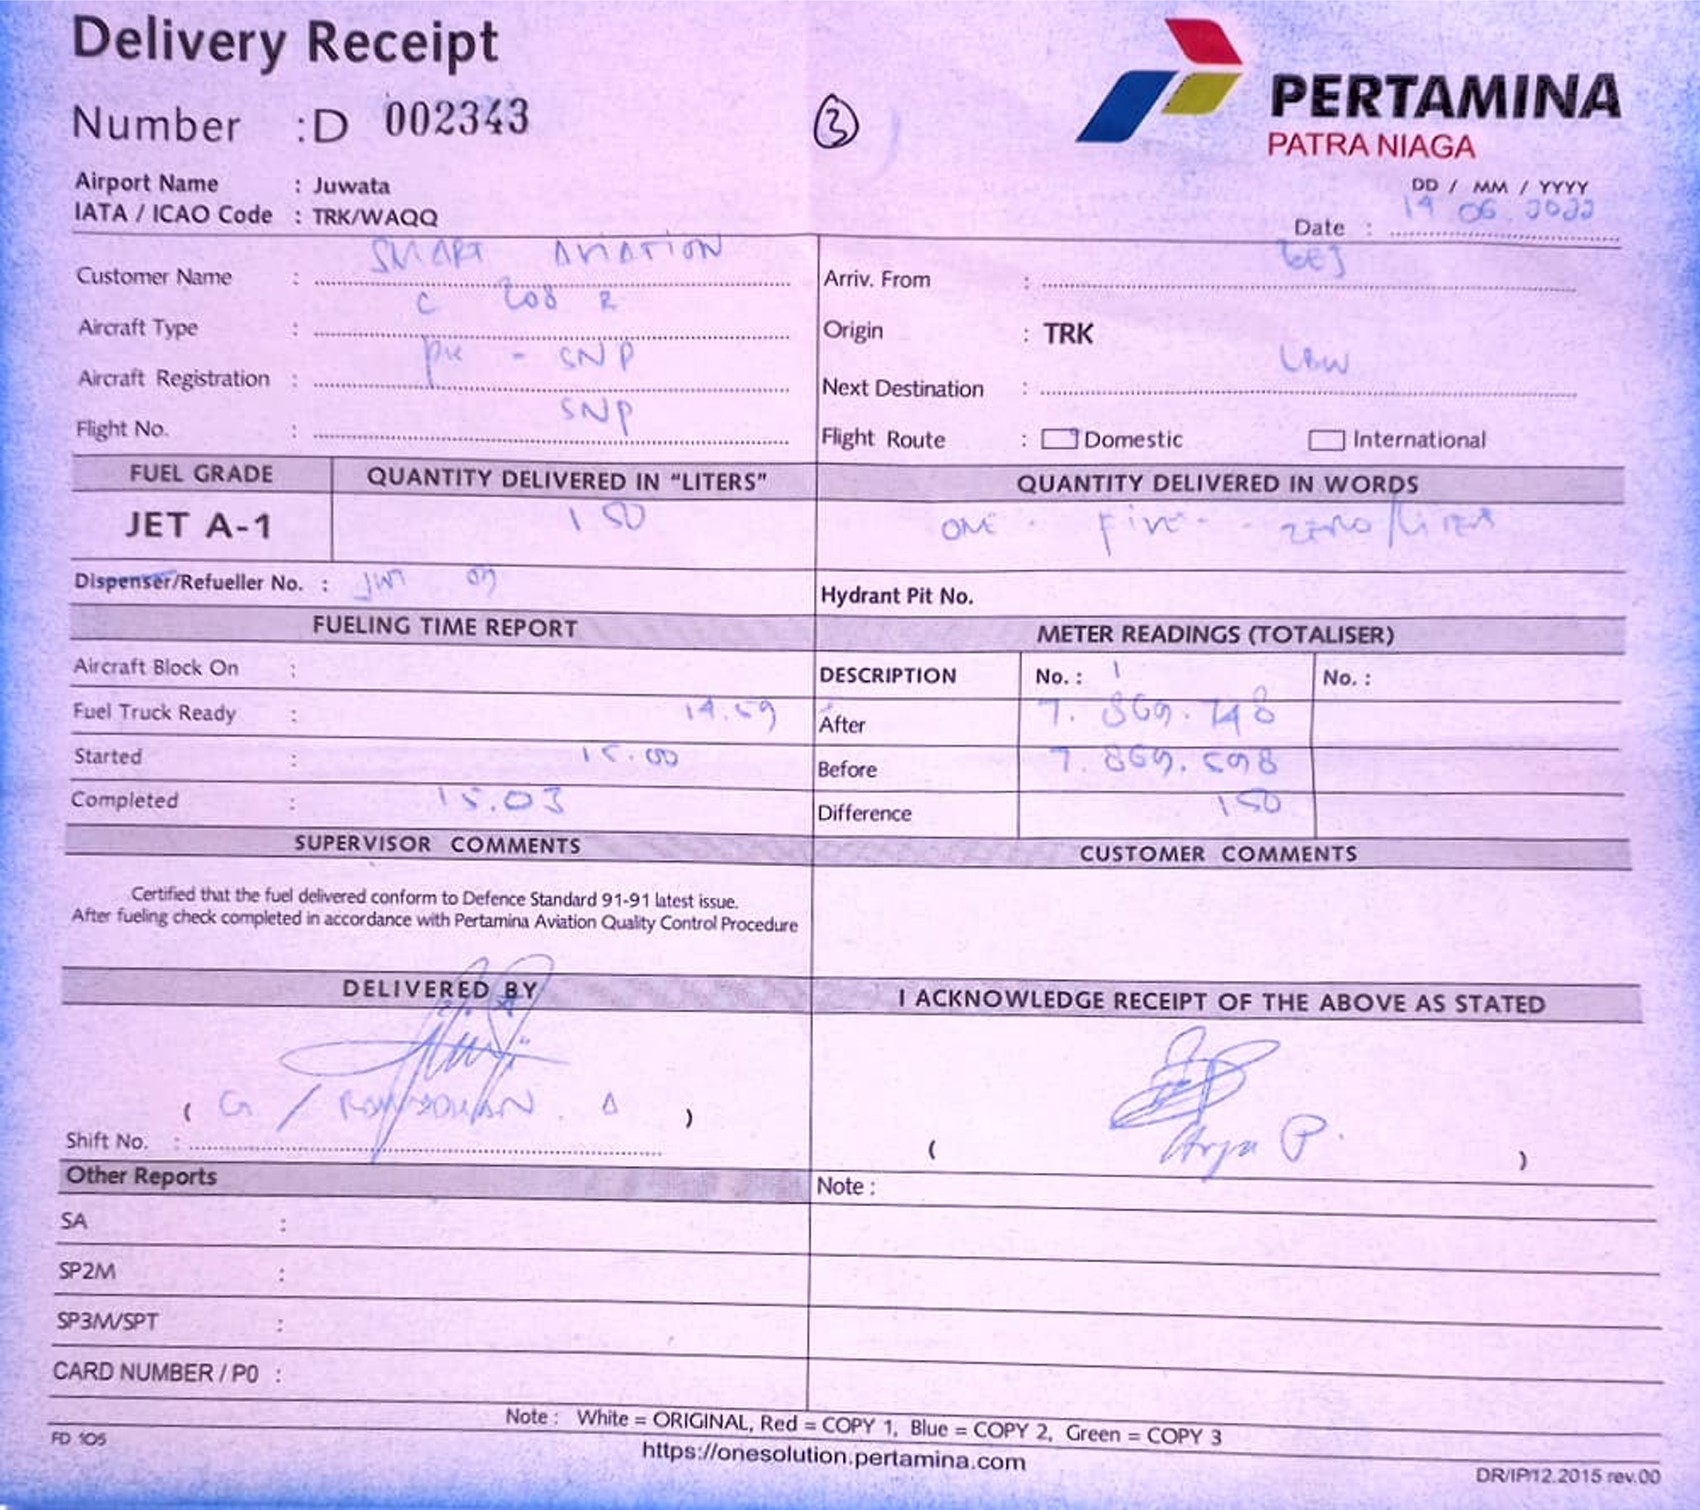 Delivery Receipt
Number : D 002343
3
PERTAMINA
PATRA NIAGA
Airport Name : Juwata
IATA / ICAO Code : TRK/WAQQ
DD / MM / YYYY
Date : 19 06 . 2022
Customer Name : SMART AVIATION
Arriv. From :
Aircraft Type : C 208 B
Origin : TRK
Aircraft Registration : PK - SNP
Next Destination : LBW
Flight No. : SNP
Flight Route : Domestic International
FUEL GRADE QUANTITY DELIVERED IN “LITERS” QUANTITY DELIVERED IN WORDS
JET A-1 150 ONE . FIVE - . ZERO / LITER
Dispenser/Refueller No. :
Hydrant Pit No.
FUELING TIME REPORT METER READINGS (TOTALISER)
Aircraft Block On :
DESCRIPTION No. : 1 No. :
Fuel Truck Ready : 14.59
After 7. 869. 748
Started : 15.00
Before 7. 869. 598
Completed : 15.03
Difference 150
SUPERVISOR COMMENTS CUSTOMER COMMENTS
Certified that the fuel delivered conform to Defence Standard 91-91 latest issue.
After fueling check completed in accordance with Pertamina Aviation Quality Control Procedure
DELIVERED BY I ACKNOWLEDGE RECEIPT OF THE ABOVE AS STATED
( G / )
Shift No. :
( Arya P. )
Other Reports Note :
SA :
SP2M :
SP3M/SPT :
CARD NUMBER / P0 :
Note : White = ORIGINAL, Red = COPY 1, Blue = COPY 2, Green = COPY 3
FD 105
https://onesolution.pertamina.com
DR/IP/12.2015 rev.00